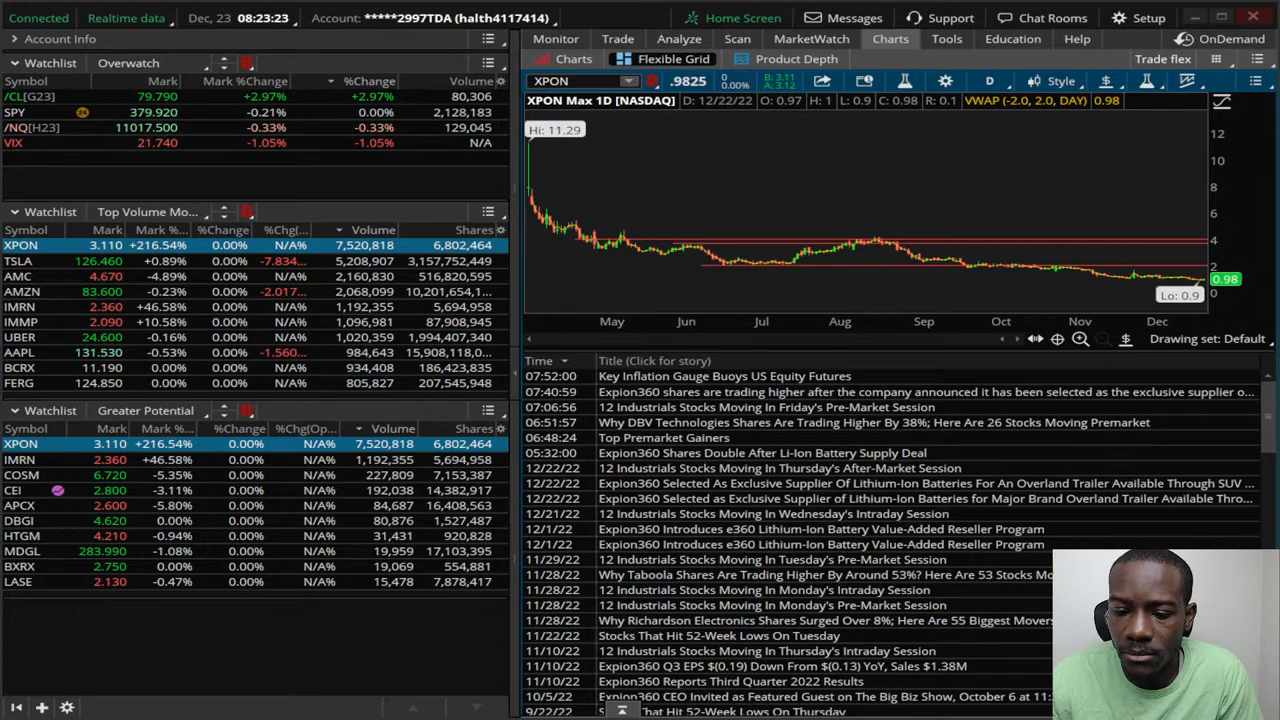 Connected Realtime data Dec, 23 08:23:23 Account: *****2997TDA (halth4117414) Home Screen Messages Support Chat Rooms Setup
Account Info
Monitor Trade Analyze Scan MarketWatch Charts Tools Education Help OnDemand
Watchlist Overwatch
Charts Flexible Grid Product Depth Trade flex
Symbol Mark Mark %Change %Change Volume
/CL[G23] 79.790 +2.97% +2.97% 80,306
SPY 379.920 -0.21% 0.00% 2,128,183
/NQ[H23] 11017.500 -0.33% -0.33% 129,045
VIX 21.740 -1.05% -1.05% N/A
XPON .9825 0.00% B: 3.11 A: 3.12 D Style
XPON Max 1D [NASDAQ] D: 12/22/22 O: 0.97 H: 1 L: 0.9 C: 0.98 R: 0.1 VWAP (-2.0, 2.0, DAY) 0.98
Hi: 11.29
12
10
8
6
4
2
0.98
0
Lo: 0.9
May Jun Jul Aug Sep Oct Nov Dec
Drawing set: Default
Watchlist Top Volume Mo...
Symbol Mark Mark %... %Change %Chg(... Volume Shares
XPON 3.110 +216.54% 0.00% N/A% 7,520,818 6,802,464
TSLA 126.460 +0.89% 0.00% -7.834... 5,208,907 3,157,752,449
AMC 4.670 -4.89% 0.00% N/A% 2,160,830 516,820,595
AMZN 83.600 -0.23% 0.00% -2.017... 2,068,099 10,201,654,1...
IMRN 2.360 +46.58% 0.00% N/A% 1,192,355 5,694,958
IMMP 2.090 +10.58% 0.00% N/A% 1,096,981 87,908,945
UBER 24.600 -0.16% 0.00% N/A% 1,020,359 1,994,407,340
AAPL 131.530 -0.53% 0.00% -1.560... 984,643 15,908,118,0...
BCRX 11.190 0.00% 0.00% N/A% 934,408 186,423,835
FERG 124.850 0.00% 0.00% N/A% 805,827 207,545,948
Watchlist Greater Potential
Symbol Mark Mark %... %Change %Chg(Op... Volume Shares
XPON 3.110 +216.54% 0.00% N/A% 7,520,818 6,802,464
IMRN 2.360 +46.58% 0.00% N/A% 1,192,355 5,694,958
COSM 6.720 -5.35% 0.00% N/A% 227,809 7,153,387
CEI 2.800 -3.11% 0.00% N/A% 192,038 14,382,917
APCX 2.600 -5.80% 0.00% N/A% 84,687 16,408,563
DBGI 4.620 0.00% 0.00% N/A% 80,876 1,527,487
HTGM 4.210 -0.94% 0.00% N/A% 31,431 920,828
MDGL 283.990 -1.08% 0.00% N/A% 19,959 17,103,395
BXRX 2.750 0.00% 0.00% N/A% 19,069 554,881
LASE 2.130 -0.47% 0.00% N/A% 15,478 7,878,417
Time Title (Click for story)
07:52:00 Key Inflation Gauge Buoys US Equity Futures
07:40:59 Expion360 shares are trading higher after the company announced it has been selected as the exclusive supplier o...
07:06:56 12 Industrials Stocks Moving In Friday's Pre-Market Session
06:51:57 Why DBV Technologies Shares Are Trading Higher By 38%; Here Are 26 Stocks Moving Premarket
06:48:24 Top Premarket Gainers
05:32:00 Expion360 Shares Double After Li-Ion Battery Supply Deal
12/22/22 12 Industrials Stocks Moving In Thursday's After-Market Session
12/22/22 Expion360 Selected As Exclusive Supplier Of Lithium-Ion Batteries For An Overland Trailer Available Through SUV ...
12/22/22 Expion360 Selected as Exclusive Supplier of Lithium-Ion Batteries for Major Brand Overland Trailer Available Thro...
12/21/22 12 Industrials Stocks Moving In Wednesday's Intraday Session
12/1/22 Expion360 Introduces e360 Lithium-Ion Battery Value-Added Reseller Program
12/1/22 Expion360 Introduces e360 Lithium-Ion Battery Value-Added Reseller Program
11/29/22 12 Industrials Stocks Moving In Tuesday's Pre-Market Session
11/28/22 Why Taboola Shares Are Trading Higher By Around 53%? Here Are 53 Stocks Mo
11/28/22 12 Industrials Stocks Moving In Monday's Intraday Session
11/28/22 12 Industrials Stocks Moving In Monday's Pre-Market Session
11/28/22 Why Richardson Electronics Shares Surged Over 8%; Here Are 55 Biggest Movers
11/22/22 Stocks That Hit 52-Week Lows On Tuesday
11/10/22 12 Industrials Stocks Moving In Thursday's Intraday Session
11/10/22 Expion360 Q3 EPS $(0.19) Down From $(0.13) YoY, Sales $1.38M
11/10/22 Expion360 Reports Third Quarter 2022 Results
10/5/22 Expion360 CEO Invited as Featured Guest on The Big Biz Show, October 6 at 11:
9/22/22 Stocks That Hit 52-Week Lows On Thursday